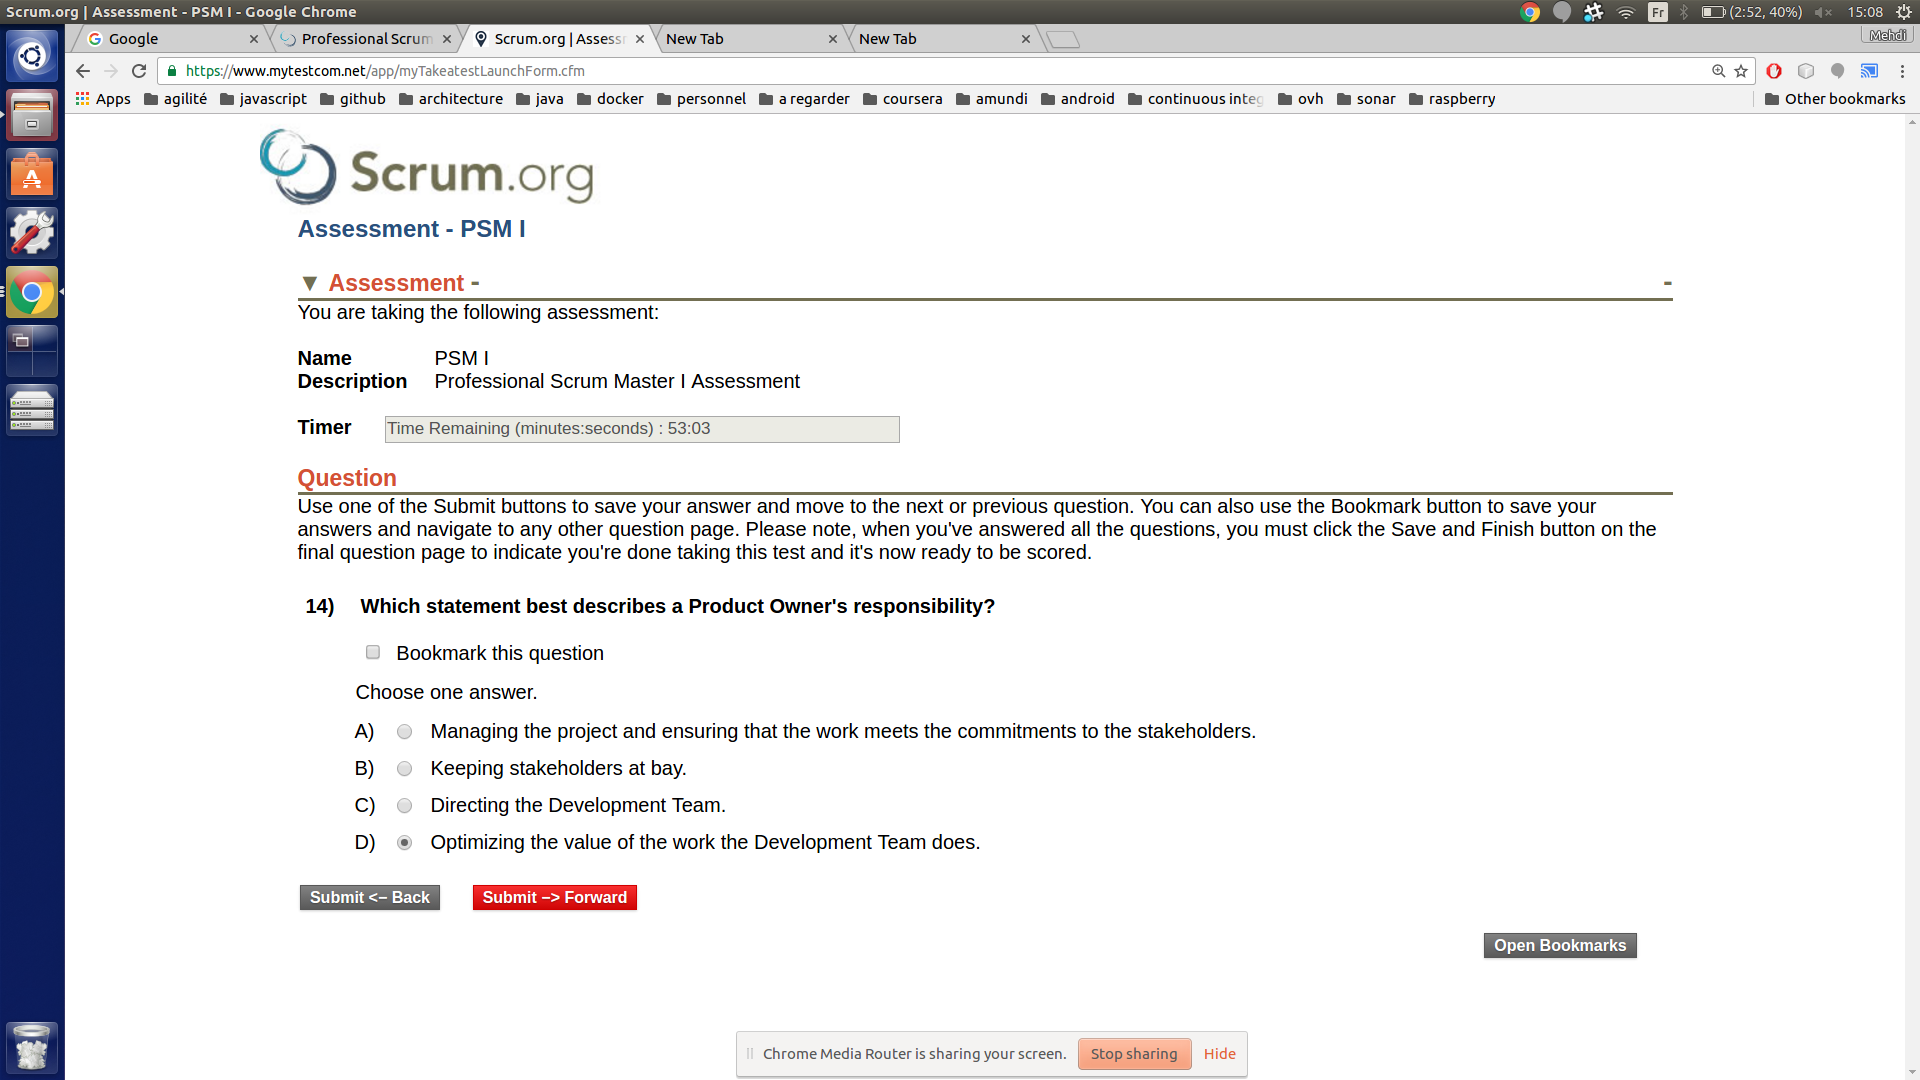 Scrum.org | Assessment - PSM I - Google Chrome
Fr
(2:52, 40%)
15:08
Google
Professional Scrum
Scrum.org | Assess
New Tab
New Tab
Mehdi
https://www.mytestcom.net/app/myTakeatestLaunchForm.cfm
Apps agilité javascript github architecture java docker personnel a regarder coursera amundi android continuous integ ovh sonar raspberry Other bookmarks
Scrum.org
Assessment - PSM I
▼ Assessment - -
You are taking the following assessment:
Name PSM I
Description Professional Scrum Master I Assessment
Timer Time Remaining (minutes:seconds) : 53:03
Question
Use one of the Submit buttons to save your answer and move to the next or previous question. You can also use the Bookmark button to save your
answers and navigate to any other question page. Please note, when you've answered all the questions, you must click the Save and Finish button on the
final question page to indicate you're done taking this test and it's now ready to be scored.
14) Which statement best describes a Product Owner's responsibility?
Bookmark this question
Choose one answer.
A) Managing the project and ensuring that the work meets the commitments to the stakeholders.
B) Keeping stakeholders at bay.
C) Directing the Development Team.
D) Optimizing the value of the work the Development Team does.
Submit <– Back Submit –> Forward
Open Bookmarks
Chrome Media Router is sharing your screen. Stop sharing Hide